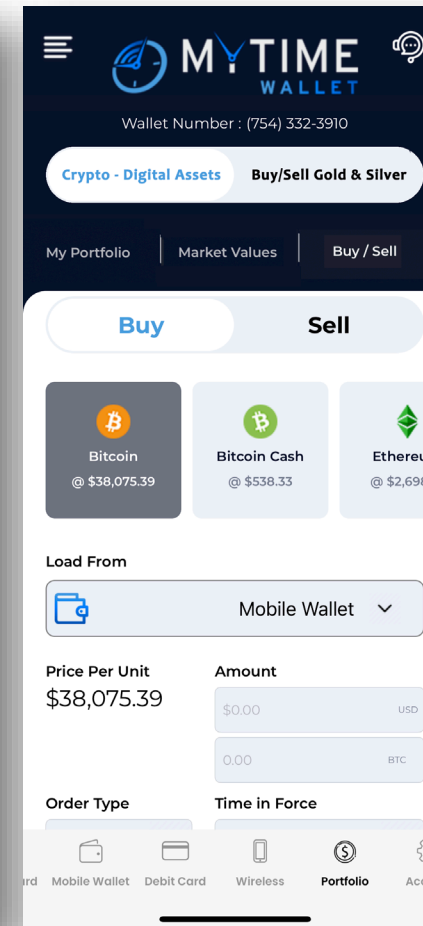 MYTIME
WALLET
Wallet Number : (754) 332-3910
Crypto - Digital Assets
Buy/Sell Gold & Silver
My Portfolio
Market Values
Buy / Sell
Buy
Sell
Bitcoin
@ $38,075.39
Bitcoin Cash
@ $538.33
Ethereu
@ $2,698
Load From
Mobile Wallet
Price Per Unit
$38,075.39
Amount
$0.00 USD
0.00 BTC
Order Type
Time in Force
Mobile Wallet
Debit Card
Wireless
Portfolio